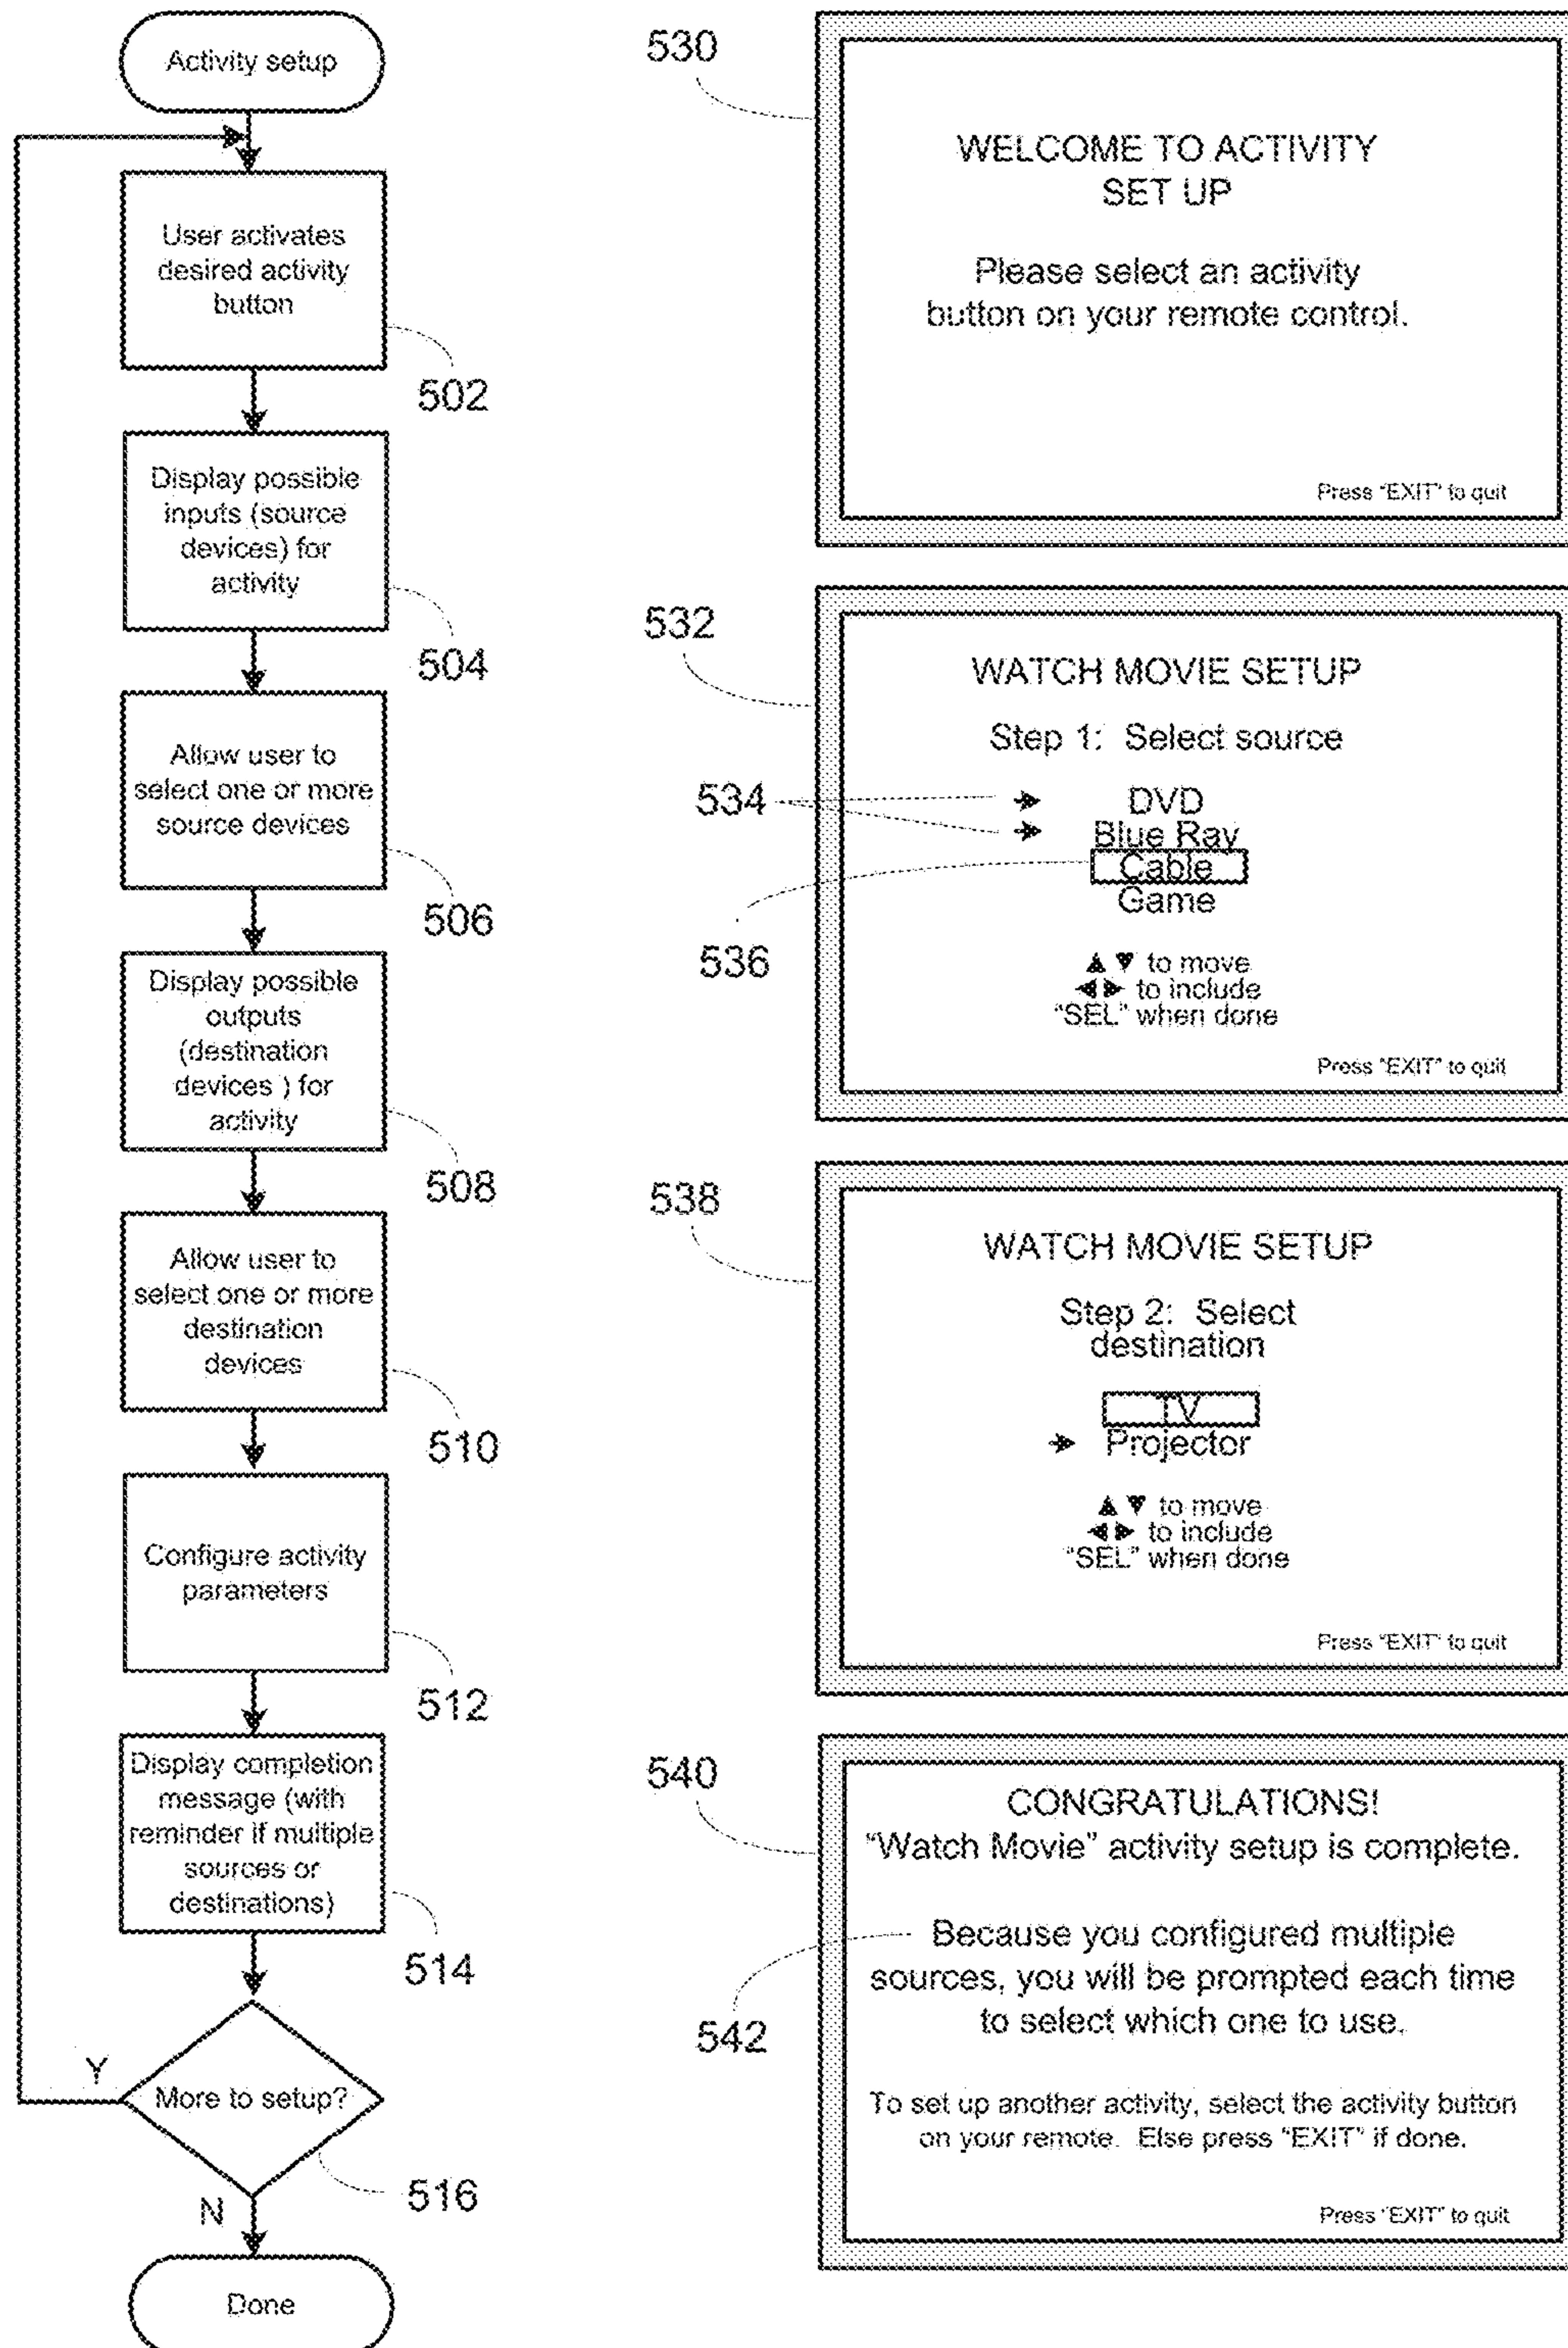 Activity setup
User activates
desired activity
button
502
Display possible
inputs (source
devices) for
activity
504
Allow user to
select one or more
source devices
506
Display possible
outputs
(destination
devices ) for
activity
508
Allow user to
select one or more
destination
devices
510
Configure activity
parameters
512
Display completion
message (with
reminder if multiple
sources or
destinations)
514
More to setup?
Y
516
N
Done
530
WELCOME TO ACTIVITY
SET UP
Please select an activity
button on your remote control.
Press "EXIT" to quit
532
WATCH MOVIE SETUP
Step 1: Select source
534
DVD
Blue Ray
Cable
Game
536
▲ ▼ to move
◀▶ to include
"SEL" when done
Press "EXIT" to quit
538
WATCH MOVIE SETUP
Step 2: Select
destination
TV
Projector
▲ ▼ to move
◀▶ to include
"SEL" when done
Press "EXIT" to quit
540
CONGRATULATIONS!
"Watch Movie" activity setup is complete.
Because you configured multiple
sources, you will be prompted each time
to select which one to use.
542
To set up another activity, select the activity button
on your remote. Else press "EXIT" if done.
Press "EXIT" to quit